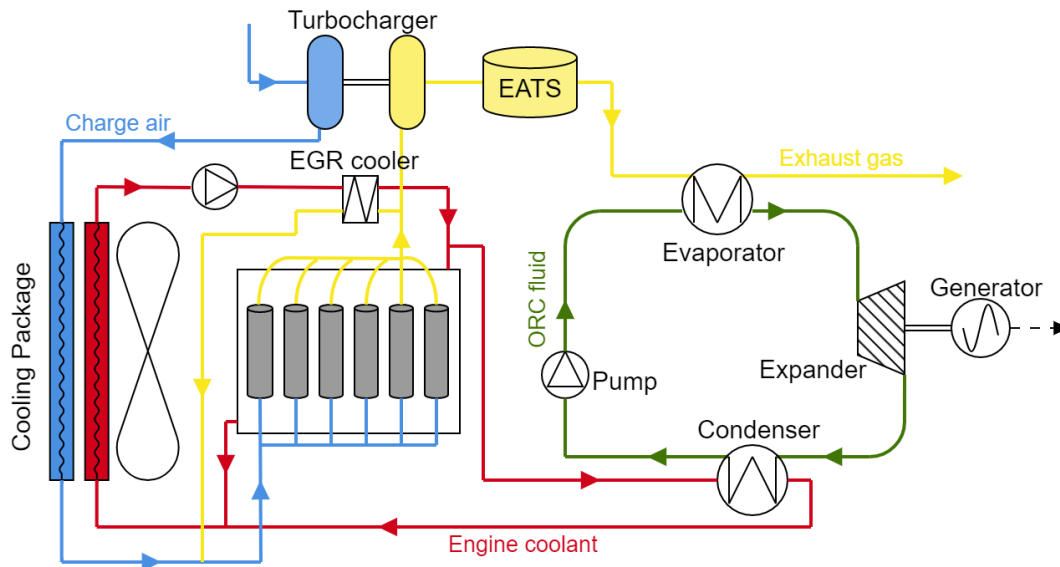 Turbocharger
EATS
Charge air
EGR cooler
Exhaust gas
Evaporator
Cooling Package
ORC fluid
Generator
Expander
Pump
Condenser
Engine coolant